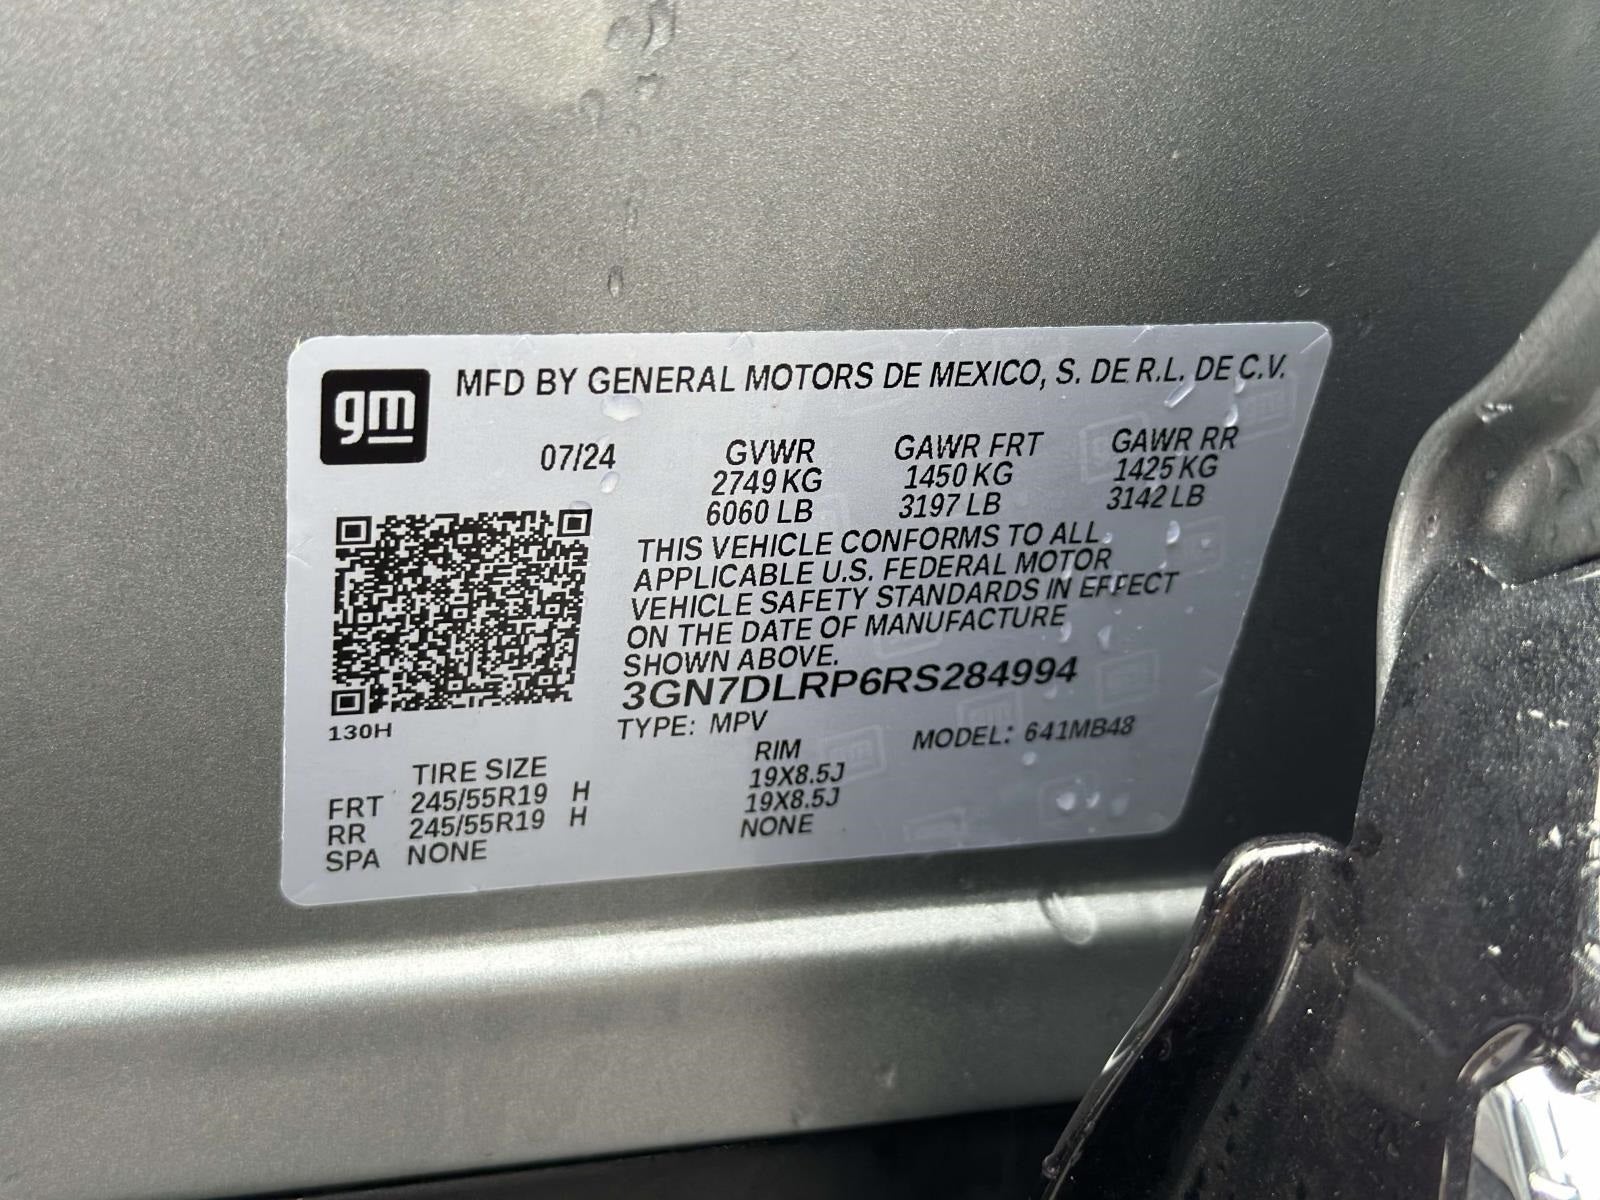 gm
MFD BY GENERAL MOTORS DE MEXICO, S. DE R.L. DE C.V.
07/24 GVWR GAWR FRT GAWR RR
2749 KG 1450 KG 1425 KG
6060 LB 3197 LB 3142 LB
THIS VEHICLE CONFORMS TO ALL
APPLICABLE U.S. FEDERAL MOTOR
VEHICLE SAFETY STANDARDS IN EFFECT
ON THE DATE OF MANUFACTURE
SHOWN ABOVE.
3GN7DLRP6RS284994
130H
TYPE: MPV MODEL: 641MB48
TIRE SIZE RIM
FRT 245/55R19 H 19X8.5J
RR 245/55R19 H 19X8.5J
SPA NONE NONE